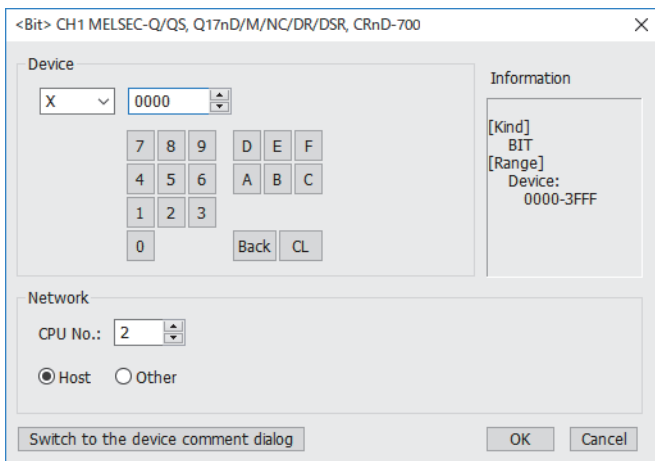 <Bit> CH1 MELSEC-Q/QS, Q17nD/M/NC/DR/DSR, CRnD-700
Device
X 0000
7 8 9 D E F
4 5 6 A B C
1 2 3
0 Back CL
Information
[Kind]
BIT
[Range]
Device:
0000-3FFF
Network
CPU No.: 2
Host Other
Switch to the device comment dialog OK Cancel